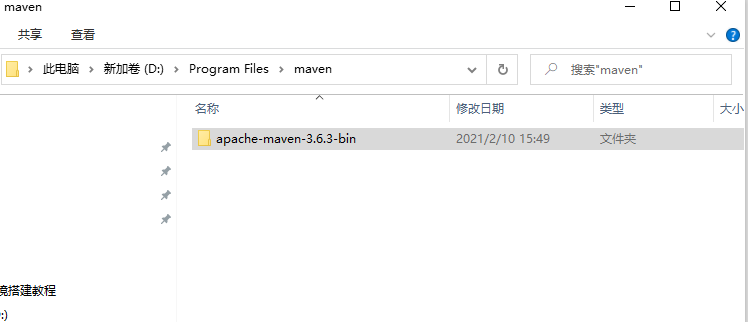 maven
共享 查看
此电脑 新加卷 (D:) Program Files maven 搜索"maven"
名称 修改日期 类型 大小
apache-maven-3.6.3-bin 2021/2/10 15:49 文件夹
境搭建教程
:)